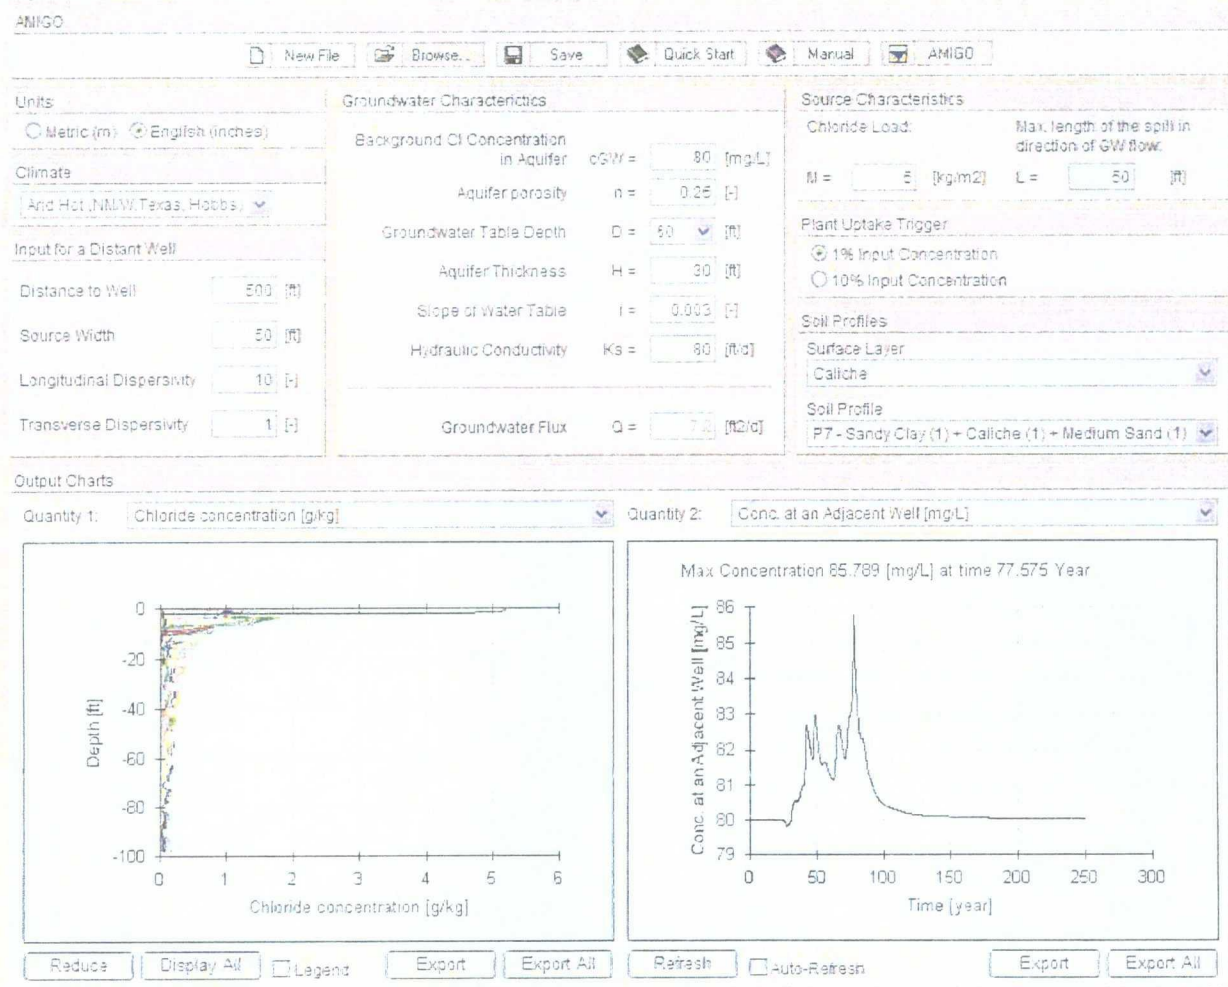 AMIGO
New File Browse... Save Quick Start Manual AMIGO
Units
Metric (m) English (inches)
Climate
Arid Hot (NM/W.Texas, Hobbs)
Input for a Distant Well
Distance to Well 500 [ft]
Source Width 50 [ft]
Longitudinal Dispersivity 10 [-]
Transverse Dispersivity 1 [-]
Groundwater Characterictics
Background Cl Concentration
in Aquifer cGW = 80 [mg/L]
Aquifer porosity n = 0.25 [-]
Groundwater Table Depth D = [ft]
Aquifer Thickness H = 30 [ft]
Slope of Water Table i = 0.003 [-]
Hydraulic Conductivity Ks = 80 [ft/d]
Groundwater Flux Q = 7.2 [ft2/d]
Source Characteristics
Chloride Load: Max. length of the spill in
direction of GW flow:
M = 5 [kg/m2] L = 50 [ft]
Plant Uptake Trigger
1% Input Concentration
10% Input Concentration
Soil Profiles
Surface Layer
Caliche
Soil Profile
P7 - Sandy Clay (1) + Caliche (1) + Medium Sand (1)
Output Charts
Quantity 1: Chloride concentration [g/kg]
Quantity 2: Conc. at an Adjacent Well [mg/L]
0
-20
-40
-60
-80
-100
Depth [ft]
0 1 2 3 4 5 6
Chloride concentration [g/kg]
Max Concentration 85.789 [mg/L] at time 77.575 Year
86
85
84
83
82
81
80
79
Conc. at an Adjacent Well [mg/L]
0 50 100 150 200 250 300
Time [year]
Reduce Display All Legend Export Export All
Refresh Auto-Refresh Export Export All